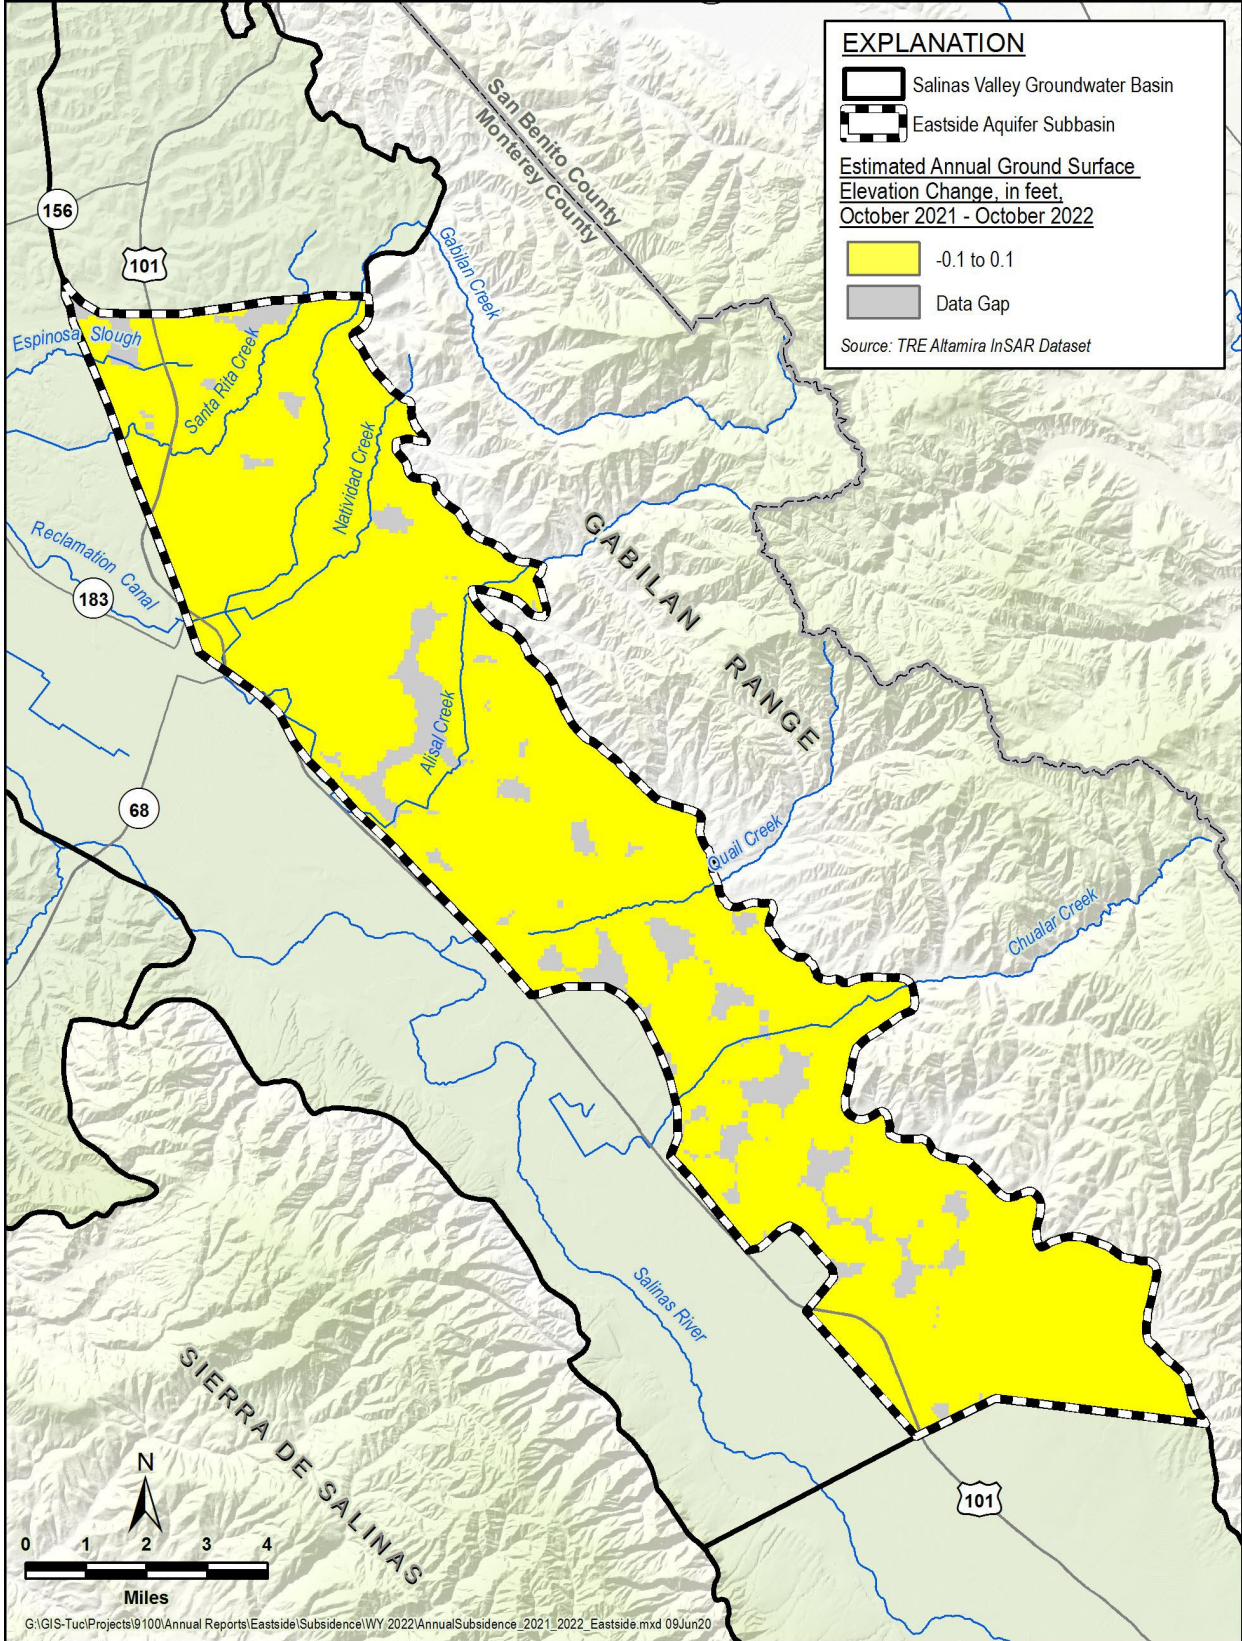 EXPLANATION
Salinas Valley Groundwater Basin
Eastside Aquifer Subbasin
Estimated Annual Ground Surface
Elevation Change, in feet,
October 2021 - October 2022
-0.1 to 0.1
Data Gap
Source: TRE Altamira InSAR Dataset
San Benito County
Monterey County
156
101
Gabilan Creek
Espinosa Slough
Santa Rita Creek
Natividad Creek
Reclamation Canal
183
GABILAN RANGE
Alisal Creek
68
Quail Creek
Chualar Creek
Salinas River
SIERRA DE SALINAS
101
N
0 1 2 3 4
Miles
G:\GIS-Tuc\Projects\9100\Annual Reports\Eastside\Subsidence\WY 2022\AnnualSubsidence_2021_2022_Eastside.mxd 09Jun20